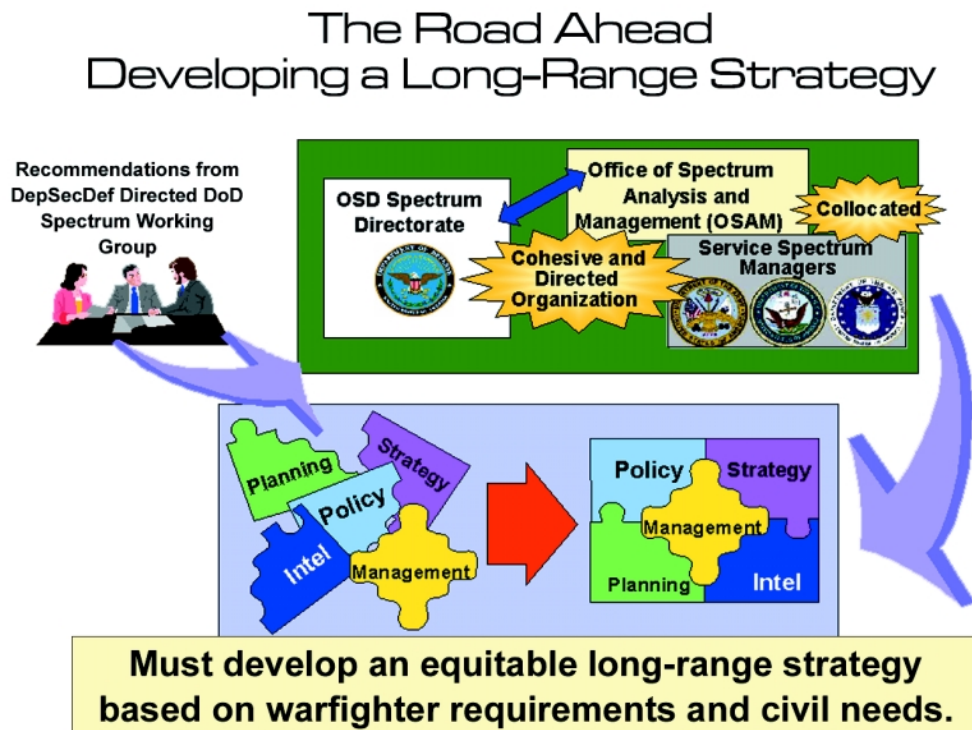 The Road Ahead
Developing a Long-Range Strategy
Recommendations from
DepSecDef Directed DoD
Spectrum Working
Group
OSD Spectrum
Directorate
Office of Spectrum
Analysis and
Management (OSAM)
Collocated
Cohesive and
Directed
Organization
Service Spectrum
Managers
Planning
Strategy
Policy
Intel
Management
Policy
Strategy
Management
Planning
Intel
Must develop an equitable long-range strategy
based on warfighter requirements and civil needs.